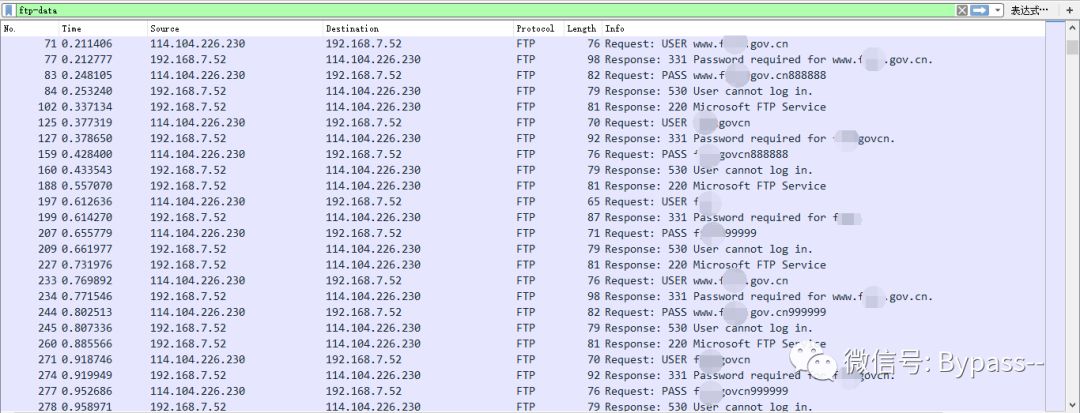 ftp-data 表达式… +
No. Time Source Destination Protocol Length Info
71 0.211406 114.104.226.230 192.168.7.52 FTP 76 Request: USER www.f .gov.cn
77 0.212777 192.168.7.52 114.104.226.230 FTP 98 Response: 331 Password required for www.f .gov.cn.
83 0.248105 114.104.226.230 192.168.7.52 FTP 82 Request: PASS www.f gov.cn888888
84 0.253240 192.168.7.52 114.104.226.230 FTP 79 Response: 530 User cannot log in.
102 0.337134 192.168.7.52 114.104.226.230 FTP 81 Response: 220 Microsoft FTP Service
125 0.377319 114.104.226.230 192.168.7.52 FTP 70 Request: USER govcn
127 0.378650 192.168.7.52 114.104.226.230 FTP 92 Response: 331 Password required for f govcn.
159 0.428400 114.104.226.230 192.168.7.52 FTP 76 Request: PASS govcn888888
160 0.433543 192.168.7.52 114.104.226.230 FTP 79 Response: 530 User cannot log in.
188 0.557070 192.168.7.52 114.104.226.230 FTP 81 Response: 220 Microsoft FTP Service
197 0.612636 114.104.226.230 192.168.7.52 FTP 65 Request: USER f
199 0.614270 192.168.7.52 114.104.226.230 FTP 87 Response: 331 Password required for f
207 0.655779 114.104.226.230 192.168.7.52 FTP 71 Request: PASS f 99999
209 0.661977 192.168.7.52 114.104.226.230 FTP 79 Response: 530 User cannot log in.
227 0.731976 192.168.7.52 114.104.226.230 FTP 81 Response: 220 Microsoft FTP Service
233 0.769892 114.104.226.230 192.168.7.52 FTP 76 Request: USER www. .gov.cn
234 0.771546 192.168.7.52 114.104.226.230 FTP 98 Response: 331 Password required for www.f .gov.cn.
244 0.802513 114.104.226.230 192.168.7.52 FTP 82 Request: PASS www.f .gov.cn999999
245 0.807336 192.168.7.52 114.104.226.230 FTP 79 Response: 530 User cannot log in.
260 0.885566 192.168.7.52 114.104.226.230 FTP 81 Response: 220 Microsoft FTP Service
271 0.918746 114.104.226.230 192.168.7.52 FTP 70 Request: USER f govcn
274 0.919949 192.168.7.52 114.104.226.230 FTP 92 Response: 331 Password required for f govcn.
277 0.952686 114.104.226.230 192.168.7.52 FTP 76 Request: PASS govcn999999
278 0.958971 192.168.7.52 114.104.226.230 FTP 79 Response: 530 User cannot log in.
微信号: Bypass--